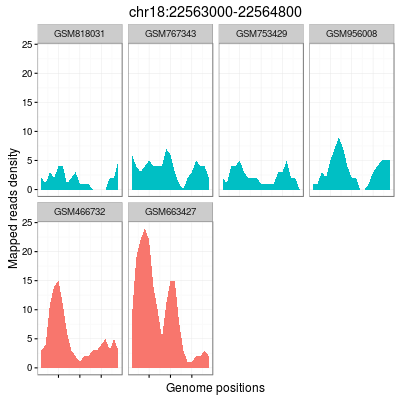 chr18:22563000-22564800
GSM818031 GSM767343 GSM753429 GSM956008
25
20
15
10
5
0
Mapped reads density
GSM466732 GSM663427
25
20
15
10
5
0
Genome positions